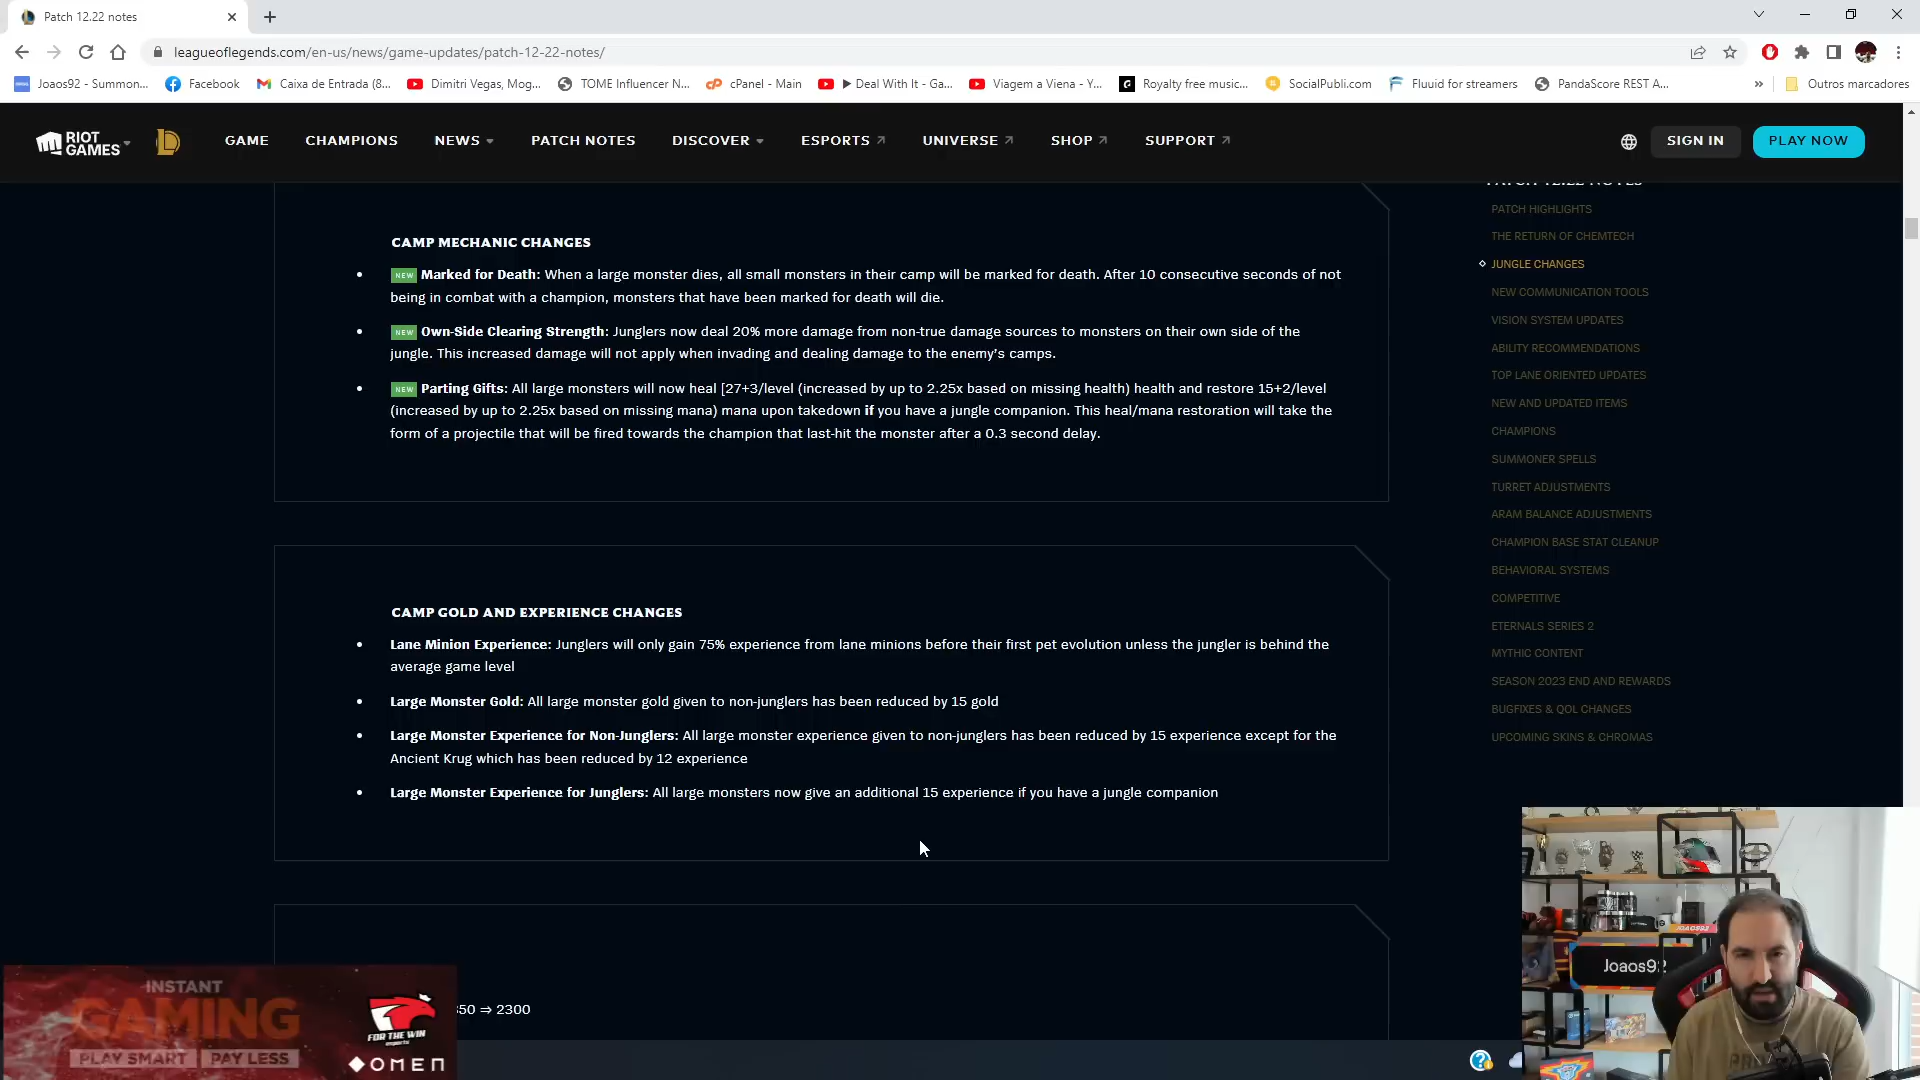 Patch 12.22 notes
leagueoflegends.com/en-us/news/game-updates/patch-12-22-notes/
Joaos92 - Summon... Facebook Caixa de Entrada (8... Dimitri Vegas, Mog... TOME Influencer N... cPanel - Main ▶ Deal With It - Ga... Viagem a Viena - Y... Royalty free music... SocialPubli.com Fluuid for streamers PandaScore REST A... » Outros marcadores
RIOT GAMES GAME CHAMPIONS NEWS PATCH NOTES DISCOVER ESPORTS UNIVERSE SHOP SUPPORT SIGN IN PLAY NOW
PATCH 12.22 NOTES
PATCH HIGHLIGHTS
THE RETURN OF CHEMTECH
JUNGLE CHANGES
NEW COMMUNICATION TOOLS
VISION SYSTEM UPDATES
ABILITY RECOMMENDATIONS
TOP LANE ORIENTED UPDATES
NEW AND UPDATED ITEMS
CHAMPIONS
SUMMONER SPELLS
TURRET ADJUSTMENTS
ARAM BALANCE ADJUSTMENTS
CHAMPION BASE STAT CLEANUP
BEHAVIORAL SYSTEMS
COMPETITIVE
ETERNALS SERIES 2
MYTHIC CONTENT
SEASON 2023 END AND REWARDS
BUGFIXES & QOL CHANGES
UPCOMING SKINS & CHROMAS
CAMP MECHANIC CHANGES
• NEW Marked for Death: When a large monster dies, all small monsters in their camp will be marked for death. After 10 consecutive seconds of not
being in combat with a champion, monsters that have been marked for death will die.
• NEW Own-Side Clearing Strength: Junglers now deal 20% more damage from non-true damage sources to monsters on their own side of the
jungle. This increased damage will not apply when invading and dealing damage to the enemy's camps.
• NEW Parting Gifts: All large monsters will now heal [27+3/level (increased by up to 2.25x based on missing health) health and restore 15+2/level
(increased by up to 2.25x based on missing mana) mana upon takedown if you have a jungle companion. This heal/mana restoration will take the
form of a projectile that will be fired towards the champion that last-hit the monster after a 0.3 second delay.
CAMP GOLD AND EXPERIENCE CHANGES
• Lane Minion Experience: Junglers will only gain 75% experience from lane minions before their first pet evolution unless the jungler is behind the
average game level
• Large Monster Gold: All large monster gold given to non-junglers has been reduced by 15 gold
• Large Monster Experience for Non-Junglers: All large monster experience given to non-junglers has been reduced by 15 experience except for the
Ancient Krug which has been reduced by 12 experience
• Large Monster Experience for Junglers: All large monsters now give an additional 15 experience if you have a jungle companion
50 ⇒ 2300
INSTANT
GAMING
PLAY SMART PAY LESS
FOR THE WIN
esports
OMEN
JOAOS92
Joaos92